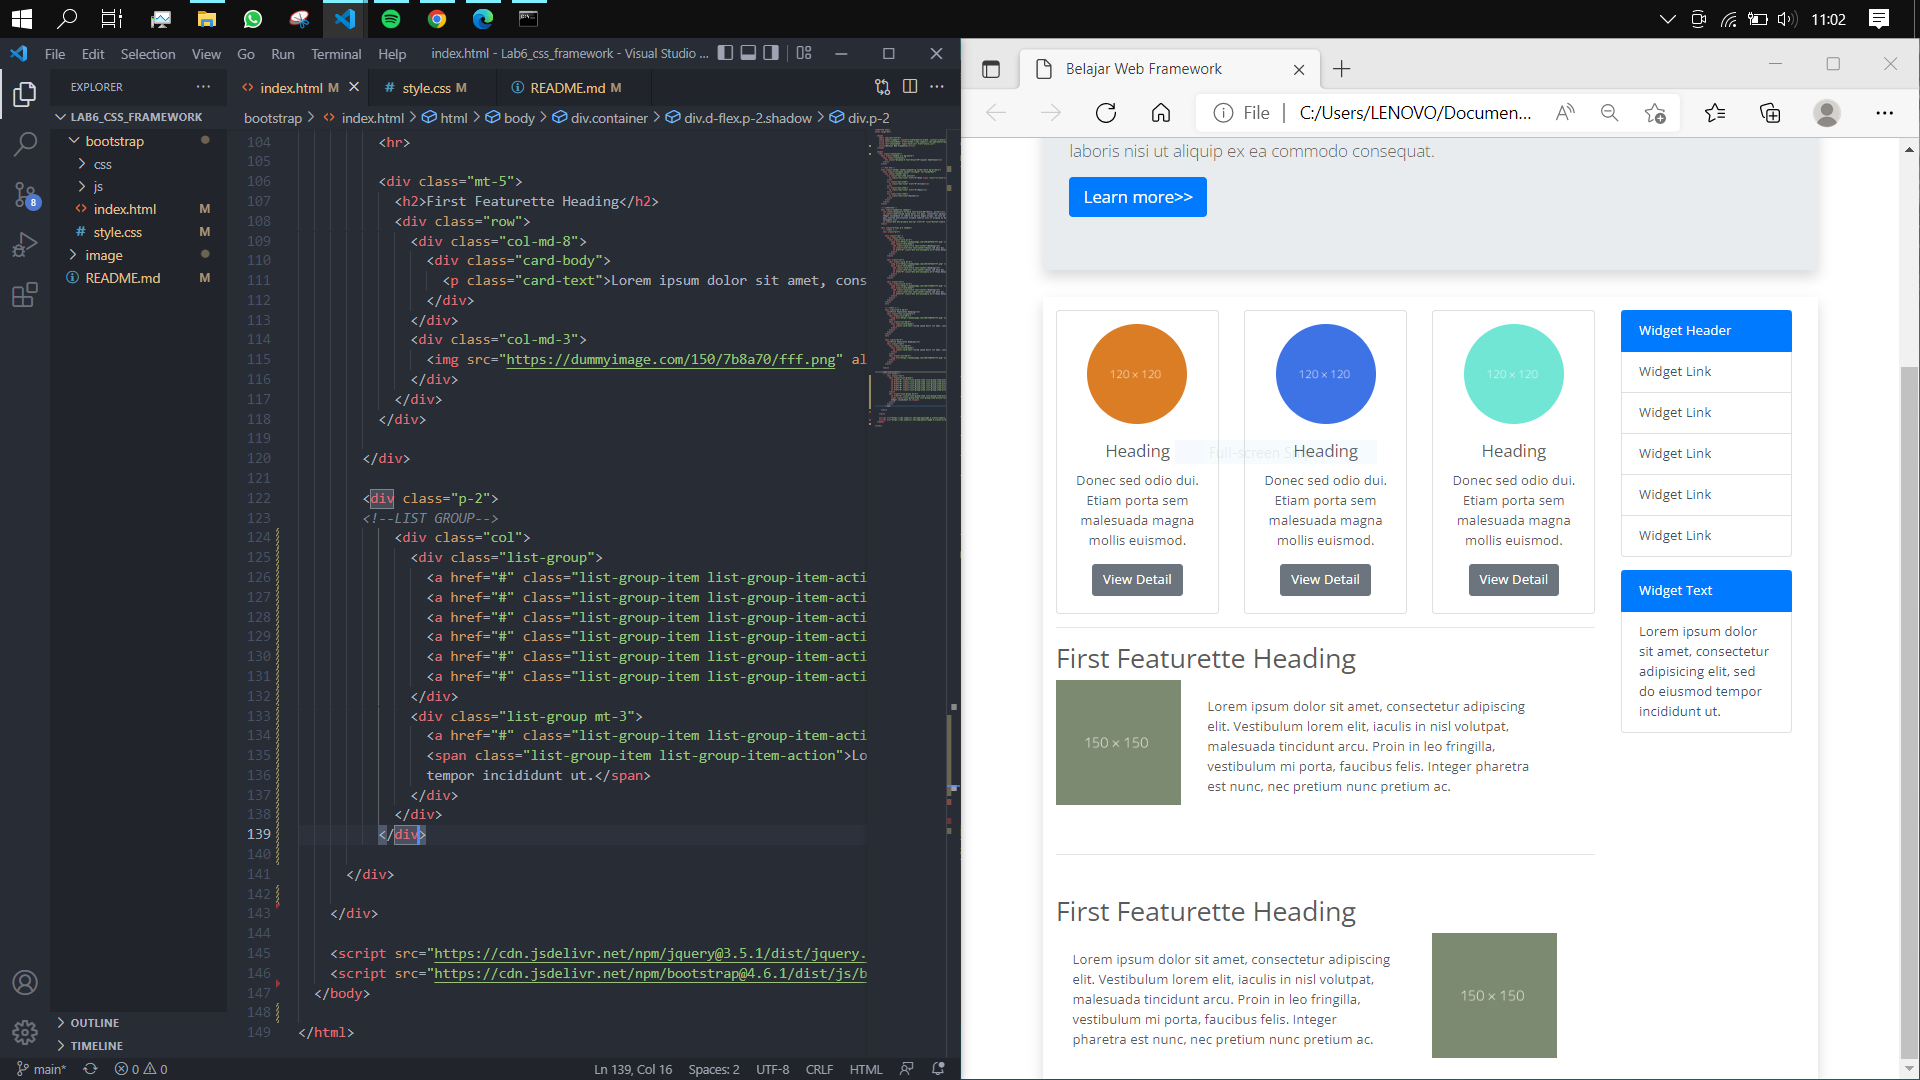 11:02
File Edit Selection View Go Run Terminal Help
index.html - Lab6_css_framework - Visual Studio ...
EXPLORER
LAB6_CSS_FRAMEWORK
bootstrap
css
js
8
index.html M
style.css M
image
README.md M
OUTLINE
TIMELINE
index.html M
style.css M
README.md M
bootstrap > index.html > html > body > div.container > div.d-flex.p-2.shadow > div.p-2
104 <hr>
105
106 <div class="mt-5">
107 <h2>First Featurette Heading</h2>
108 <div class="row">
109 <div class="col-md-8">
110 <div class="card-body">
111 <p class="card-text">Lorem ipsum dolor sit amet, cons
112 </div>
113 </div>
114 <div class="col-md-3">
115 <img src="https://dummyimage.com/150/7b8a70/fff.png" al
116 </div>
117 </div>
118 </div>
119
120 </div>
121
122 <div class="p-2">
123 <!--LIST GROUP-->
124 <div class="col">
125 <div class="list-group">
126 <a href="#" class="list-group-item list-group-item-acti
127 <a href="#" class="list-group-item list-group-item-acti
128 <a href="#" class="list-group-item list-group-item-acti
129 <a href="#" class="list-group-item list-group-item-acti
130 <a href="#" class="list-group-item list-group-item-acti
131 <a href="#" class="list-group-item list-group-item-acti
132 </div>
133 <div class="list-group mt-3">
134 <a href="#" class="list-group-item list-group-item-acti
135 <span class="list-group-item list-group-item-action">Lo
136 tempor incididunt ut.</span>
137 </div>
138 </div>
139 </div>
140
141 </div>
142
143 </div>
144
145 <script src="https://cdn.jsdelivr.net/npm/jquery@3.5.1/dist/jquery.
146 <script src="https://cdn.jsdelivr.net/npm/bootstrap@4.6.1/dist/js/b
147 </body>
148
149 </html>
main* 0 0
Ln 139, Col 16 Spaces: 2 UTF-8 CRLF HTML
Belajar Web Framework
File | C:/Users/LENOVO/Documen...
laboris nisi ut aliquip ex ea commodo consequat.
Learn more>>
120 × 120
Heading
Donec sed odio dui.
Etiam porta sem
malesuada magna
mollis euismod.
View Detail
120 × 120
Full-screen
Heading
Donec sed odio dui.
Etiam porta sem
malesuada magna
mollis euismod.
View Detail
120 × 120
Heading
Donec sed odio dui.
Etiam porta sem
malesuada magna
mollis euismod.
View Detail
Widget Header
Widget Link
Widget Link
Widget Link
Widget Link
Widget Link
Widget Text
Lorem ipsum dolor
sit amet, consectetur
adipisicing elit, sed
do eiusmod tempor
incididunt ut.
First Featurette Heading
150 × 150
Lorem ipsum dolor sit amet, consectetur adipiscing
elit. Vestibulum lorem elit, iaculis in nisl volutpat,
malesuada tincidunt arcu. Proin in leo fringilla,
vestibulum mi porta, faucibus felis. Integer pharetra
est nunc, nec pretium nunc pretium ac.
First Featurette Heading
Lorem ipsum dolor sit amet, consectetur adipiscing
elit. Vestibulum lorem elit, iaculis in nisl volutpat,
malesuada tincidunt arcu. Proin in leo fringilla,
vestibulum mi porta, faucibus felis. Integer
pharetra est nunc, nec pretium nunc pretium ac.
150 × 150